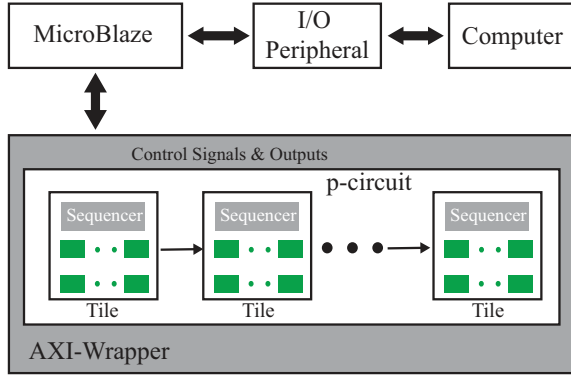 MicroBlaze
I/O
Peripheral
Computer
Control Signals & Outputs
p-circuit
Sequencer
Sequencer
Sequencer
Tile
Tile
Tile
AXI-Wrapper